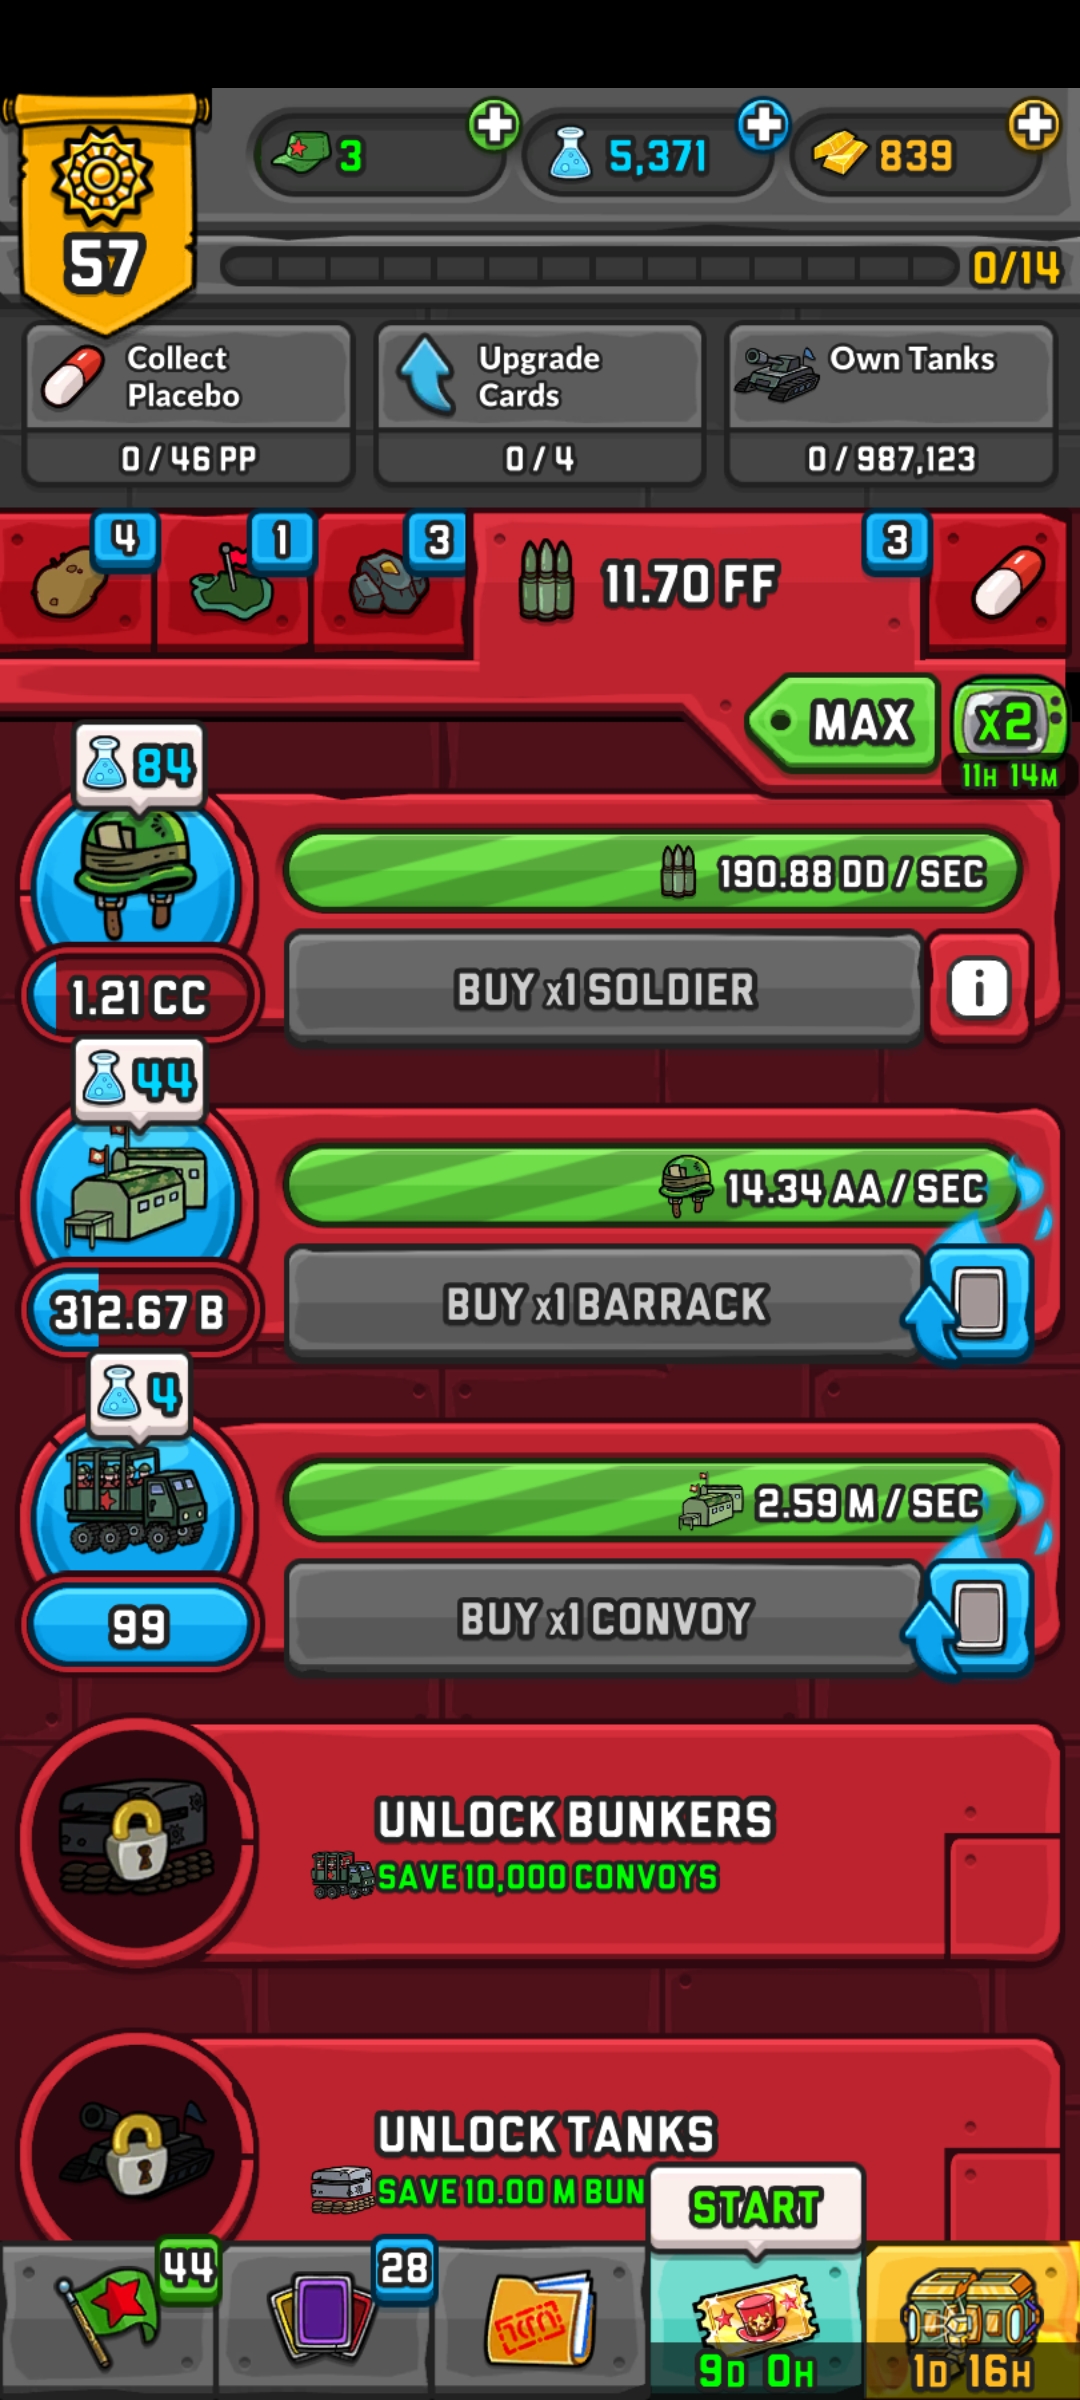 57
3
5,371
839
0/14
Collect
Placebo
0 / 46 PP
Upgrade
Cards
0 / 4
Own Tanks
0 / 987,123
4
1
3
11.70 FF
3
MAX
X2
11H 14M
84
190.88 DD / SEC
1.21 CC
BUY x1 SOLDIER
i
44
14.34 AA / SEC
312.67 B
BUY x1 BARRACK
4
2.59 M / SEC
99
BUY x1 CONVOY
UNLOCK BUNKERS
SAVE 10,000 CONVOYS
UNLOCK TANKS
SAVE 10.00 M BUN
START
44
28
9D 0H
1D 16H